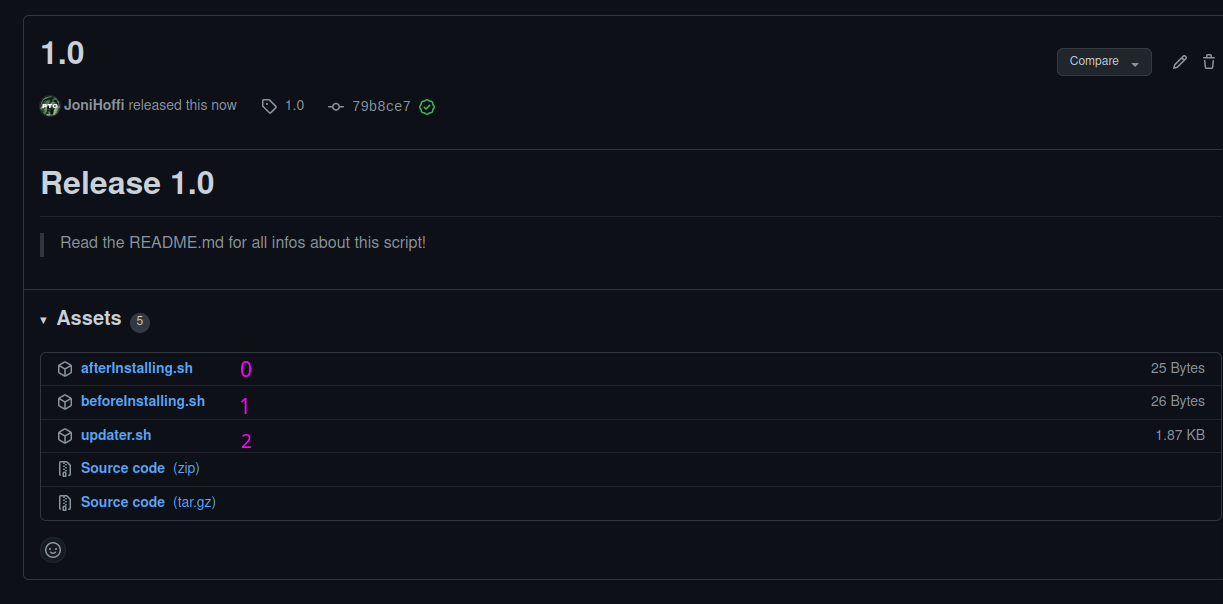 1.0
Compare
JoniHoffi released this now 1.0 79b8ce7
Release 1.0
Read the README.md for all infos about this script!
Assets 5
afterInstalling.sh 0 25 Bytes
beforeInstalling.sh 1 26 Bytes
updater.sh 2 1.87 KB
Source code (zip)
Source code (tar.gz)